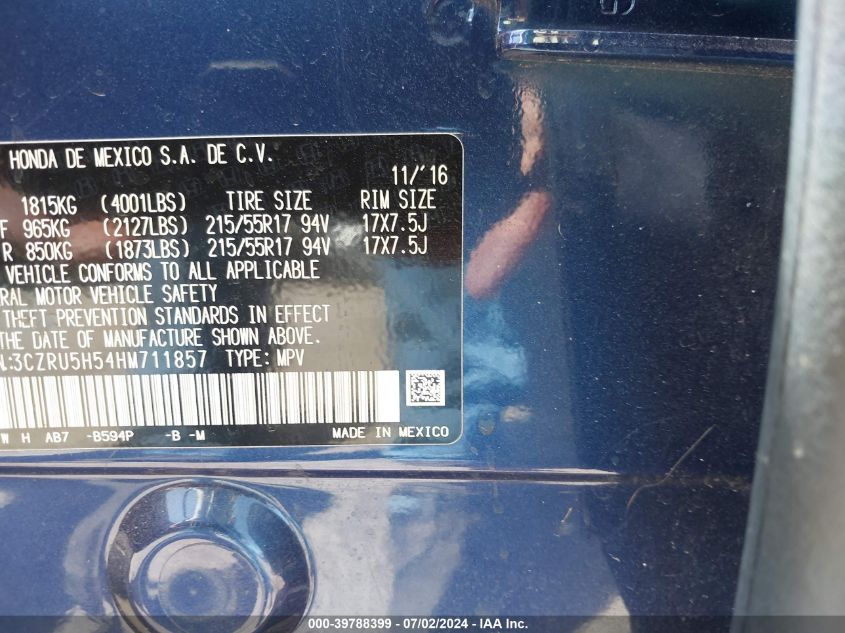 HONDA DE MEXICO S.A. DE C.V.
11/'16
1815KG (4001LBS) TIRE SIZE RIM SIZE
F 965KG (2127LBS) 215/55R17 94V 17X7.5J
R 850KG (1873LBS) 215/55R17 94V 17X7.5J
VEHICLE CONFORMS TO ALL APPLICABLE
RAL MOTOR VEHICLE SAFETY
THEFT PREVENTION STANDARDS IN EFFECT
THE DATE OF MANUFACTURE SHOWN ABOVE.
N:3CZRU5H54HM711857 TYPE: MPV
W H AB7 -B594P -B -M
MADE IN MEXICO
000-39788399 - 07/02/2024 - IAA Inc.